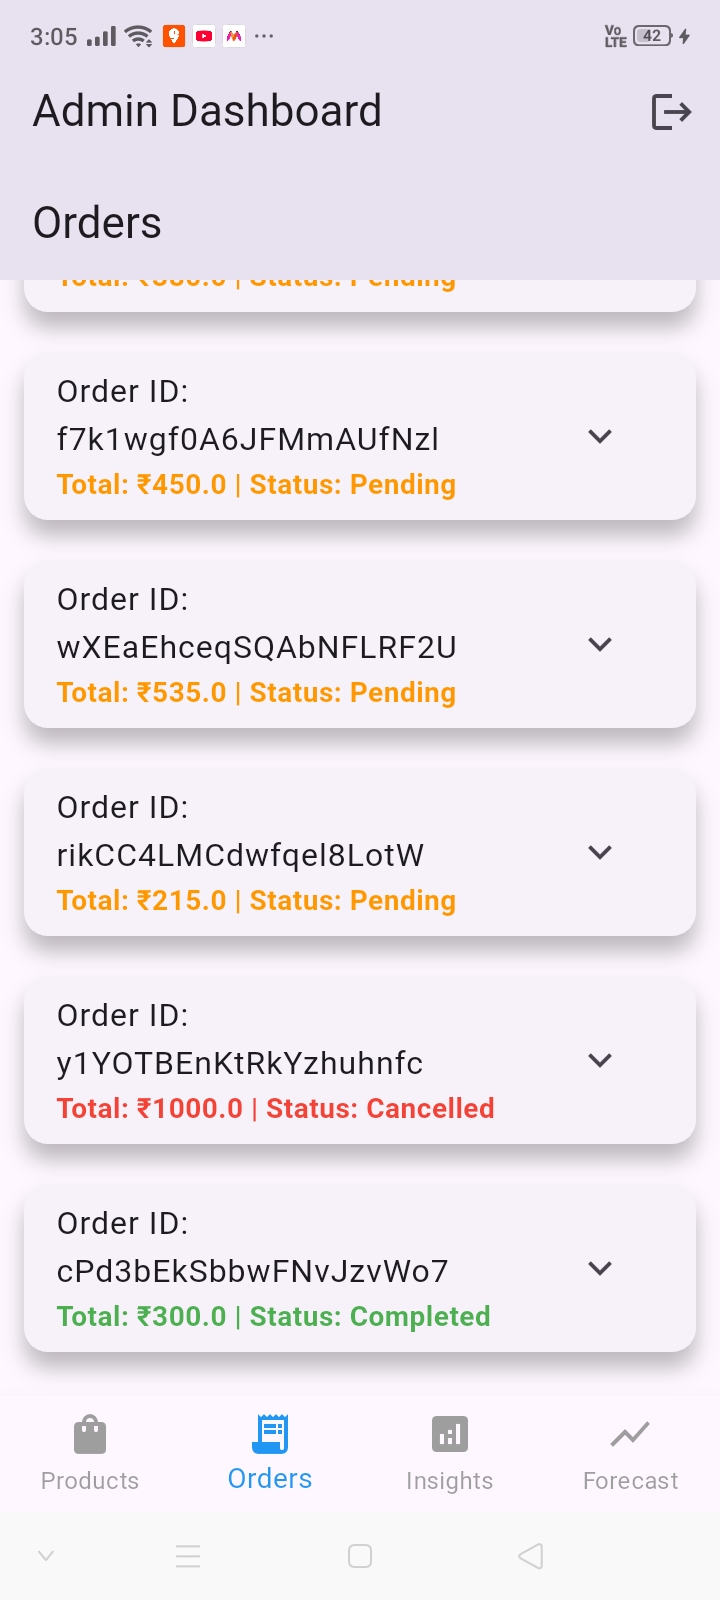 3:05
Vo
LTE
42
Admin Dashboard
Orders
Status: Pending
Order ID:
f7k1wgf0A6JFMmAUfNzl
Total: ₹450.0 | Status: Pending
Order ID:
wXEaEhceqSQAbNFLRF2U
Total: ₹535.0 | Status: Pending
Order ID:
rikCC4LMCdwfqel8LotW
Total: ₹215.0 | Status: Pending
Order ID:
y1YOTBEnKtRkYzhuhnfc
Total: ₹1000.0 | Status: Cancelled
Order ID:
cPd3bEkSbbwFNvJzvWo7
Total: ₹300.0 | Status: Completed
Products
Orders
Insights
Forecast